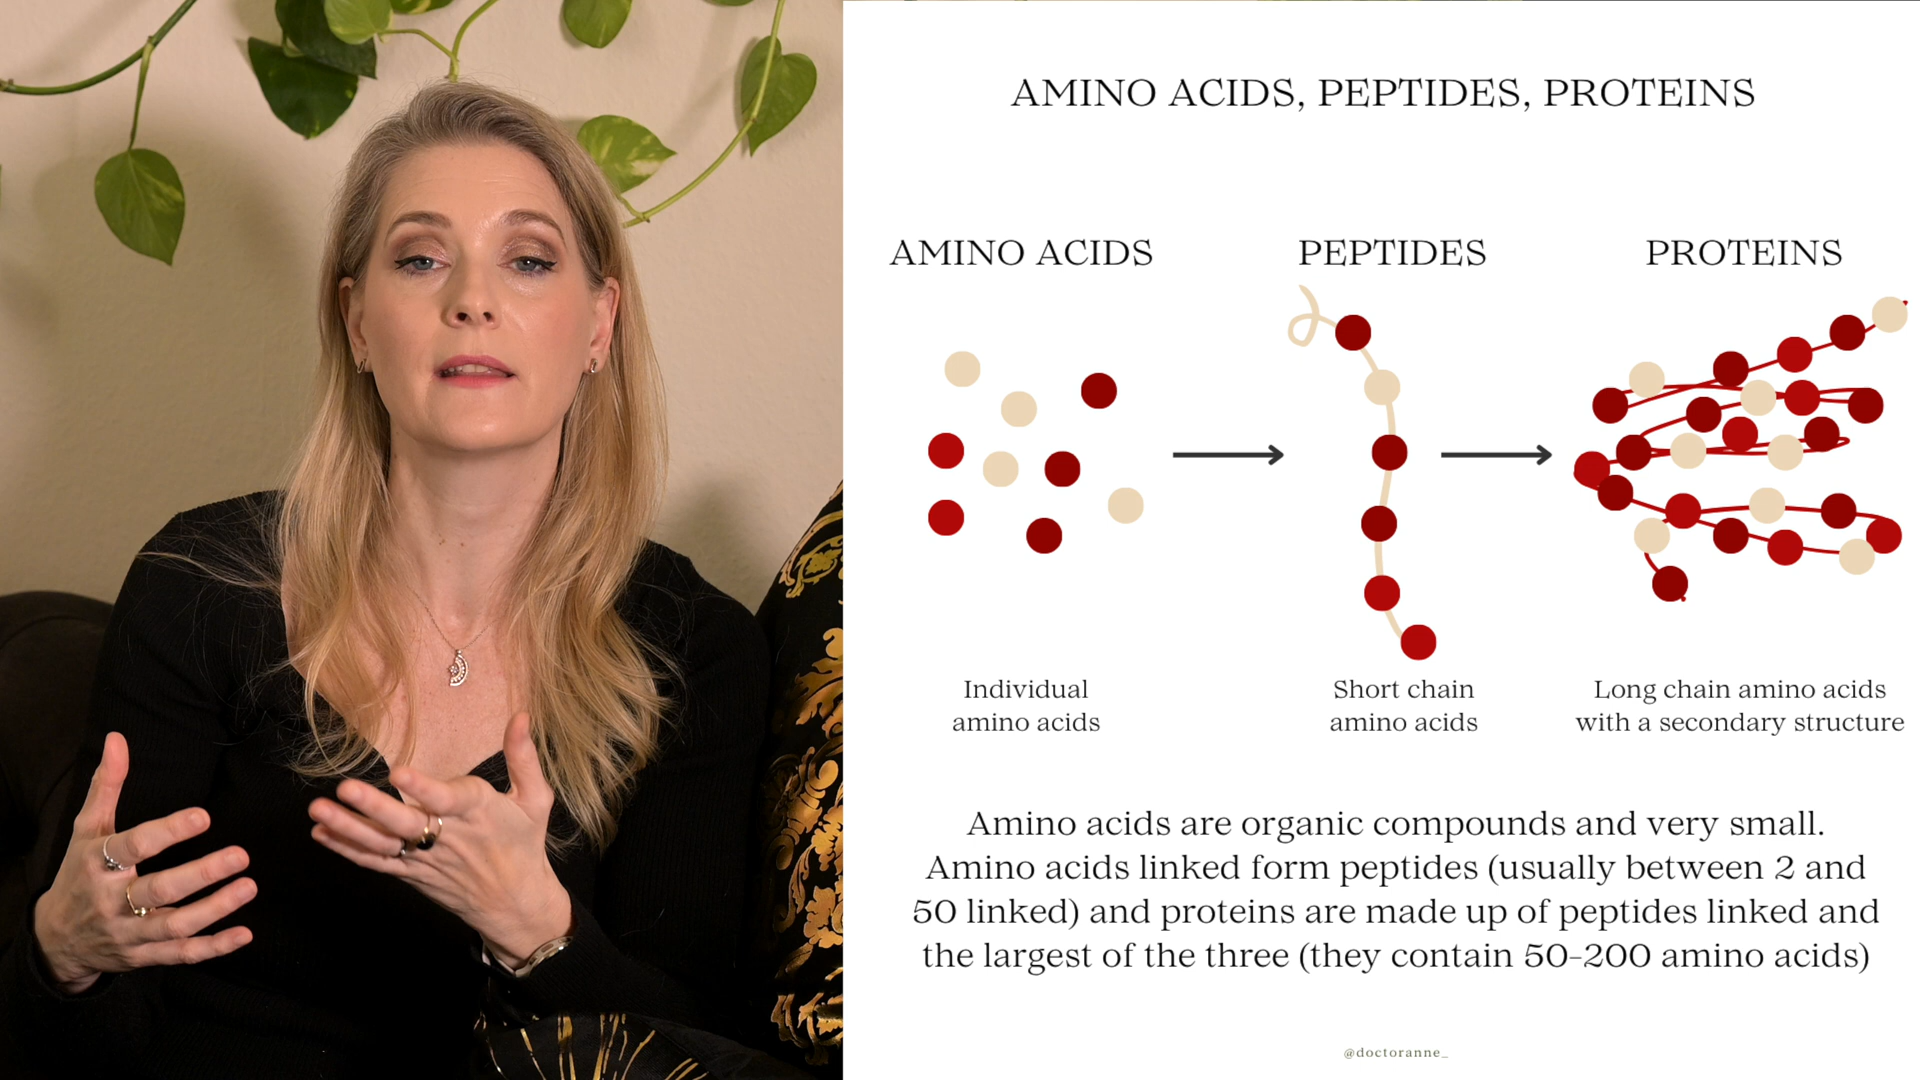 AMINO ACIDS, PEPTIDES, PROTEINS
AMINO ACIDS
PEPTIDES
PROTEINS
Individual
amino acids
Short chain
amino acids
Long chain amino acids
with a secondary structure
Amino acids are organic compounds and very small.
Amino acids linked form peptides (usually between 2 and
50 linked) and proteins are made up of peptides linked and
the largest of the three (they contain 50-200 amino acids)
@doctoranne_